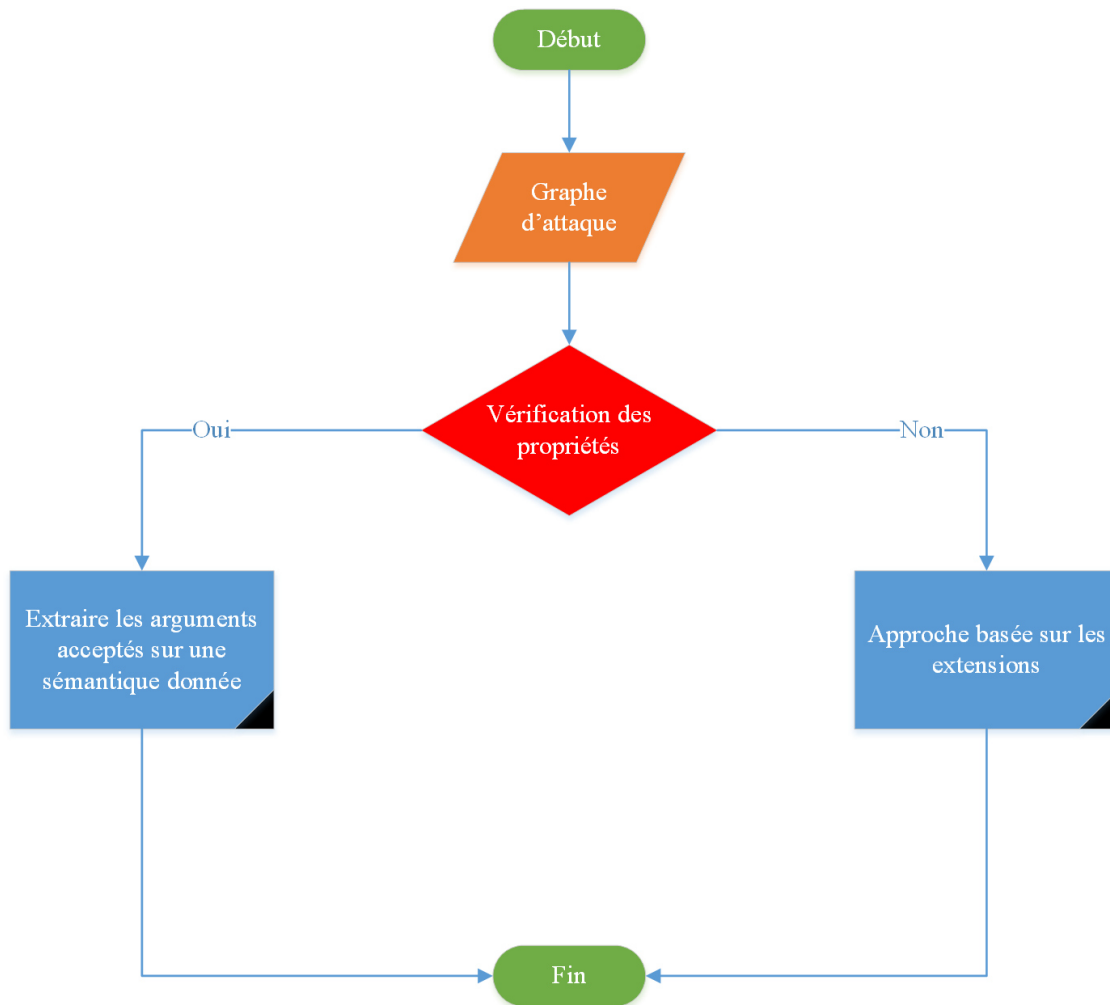 Début
Graphe
d’attaque
Vérification des
propriétés
Oui
Non
Extraire les arguments
acceptés sur une
sémantique donnée
Approche basée sur les
extensions
Fin